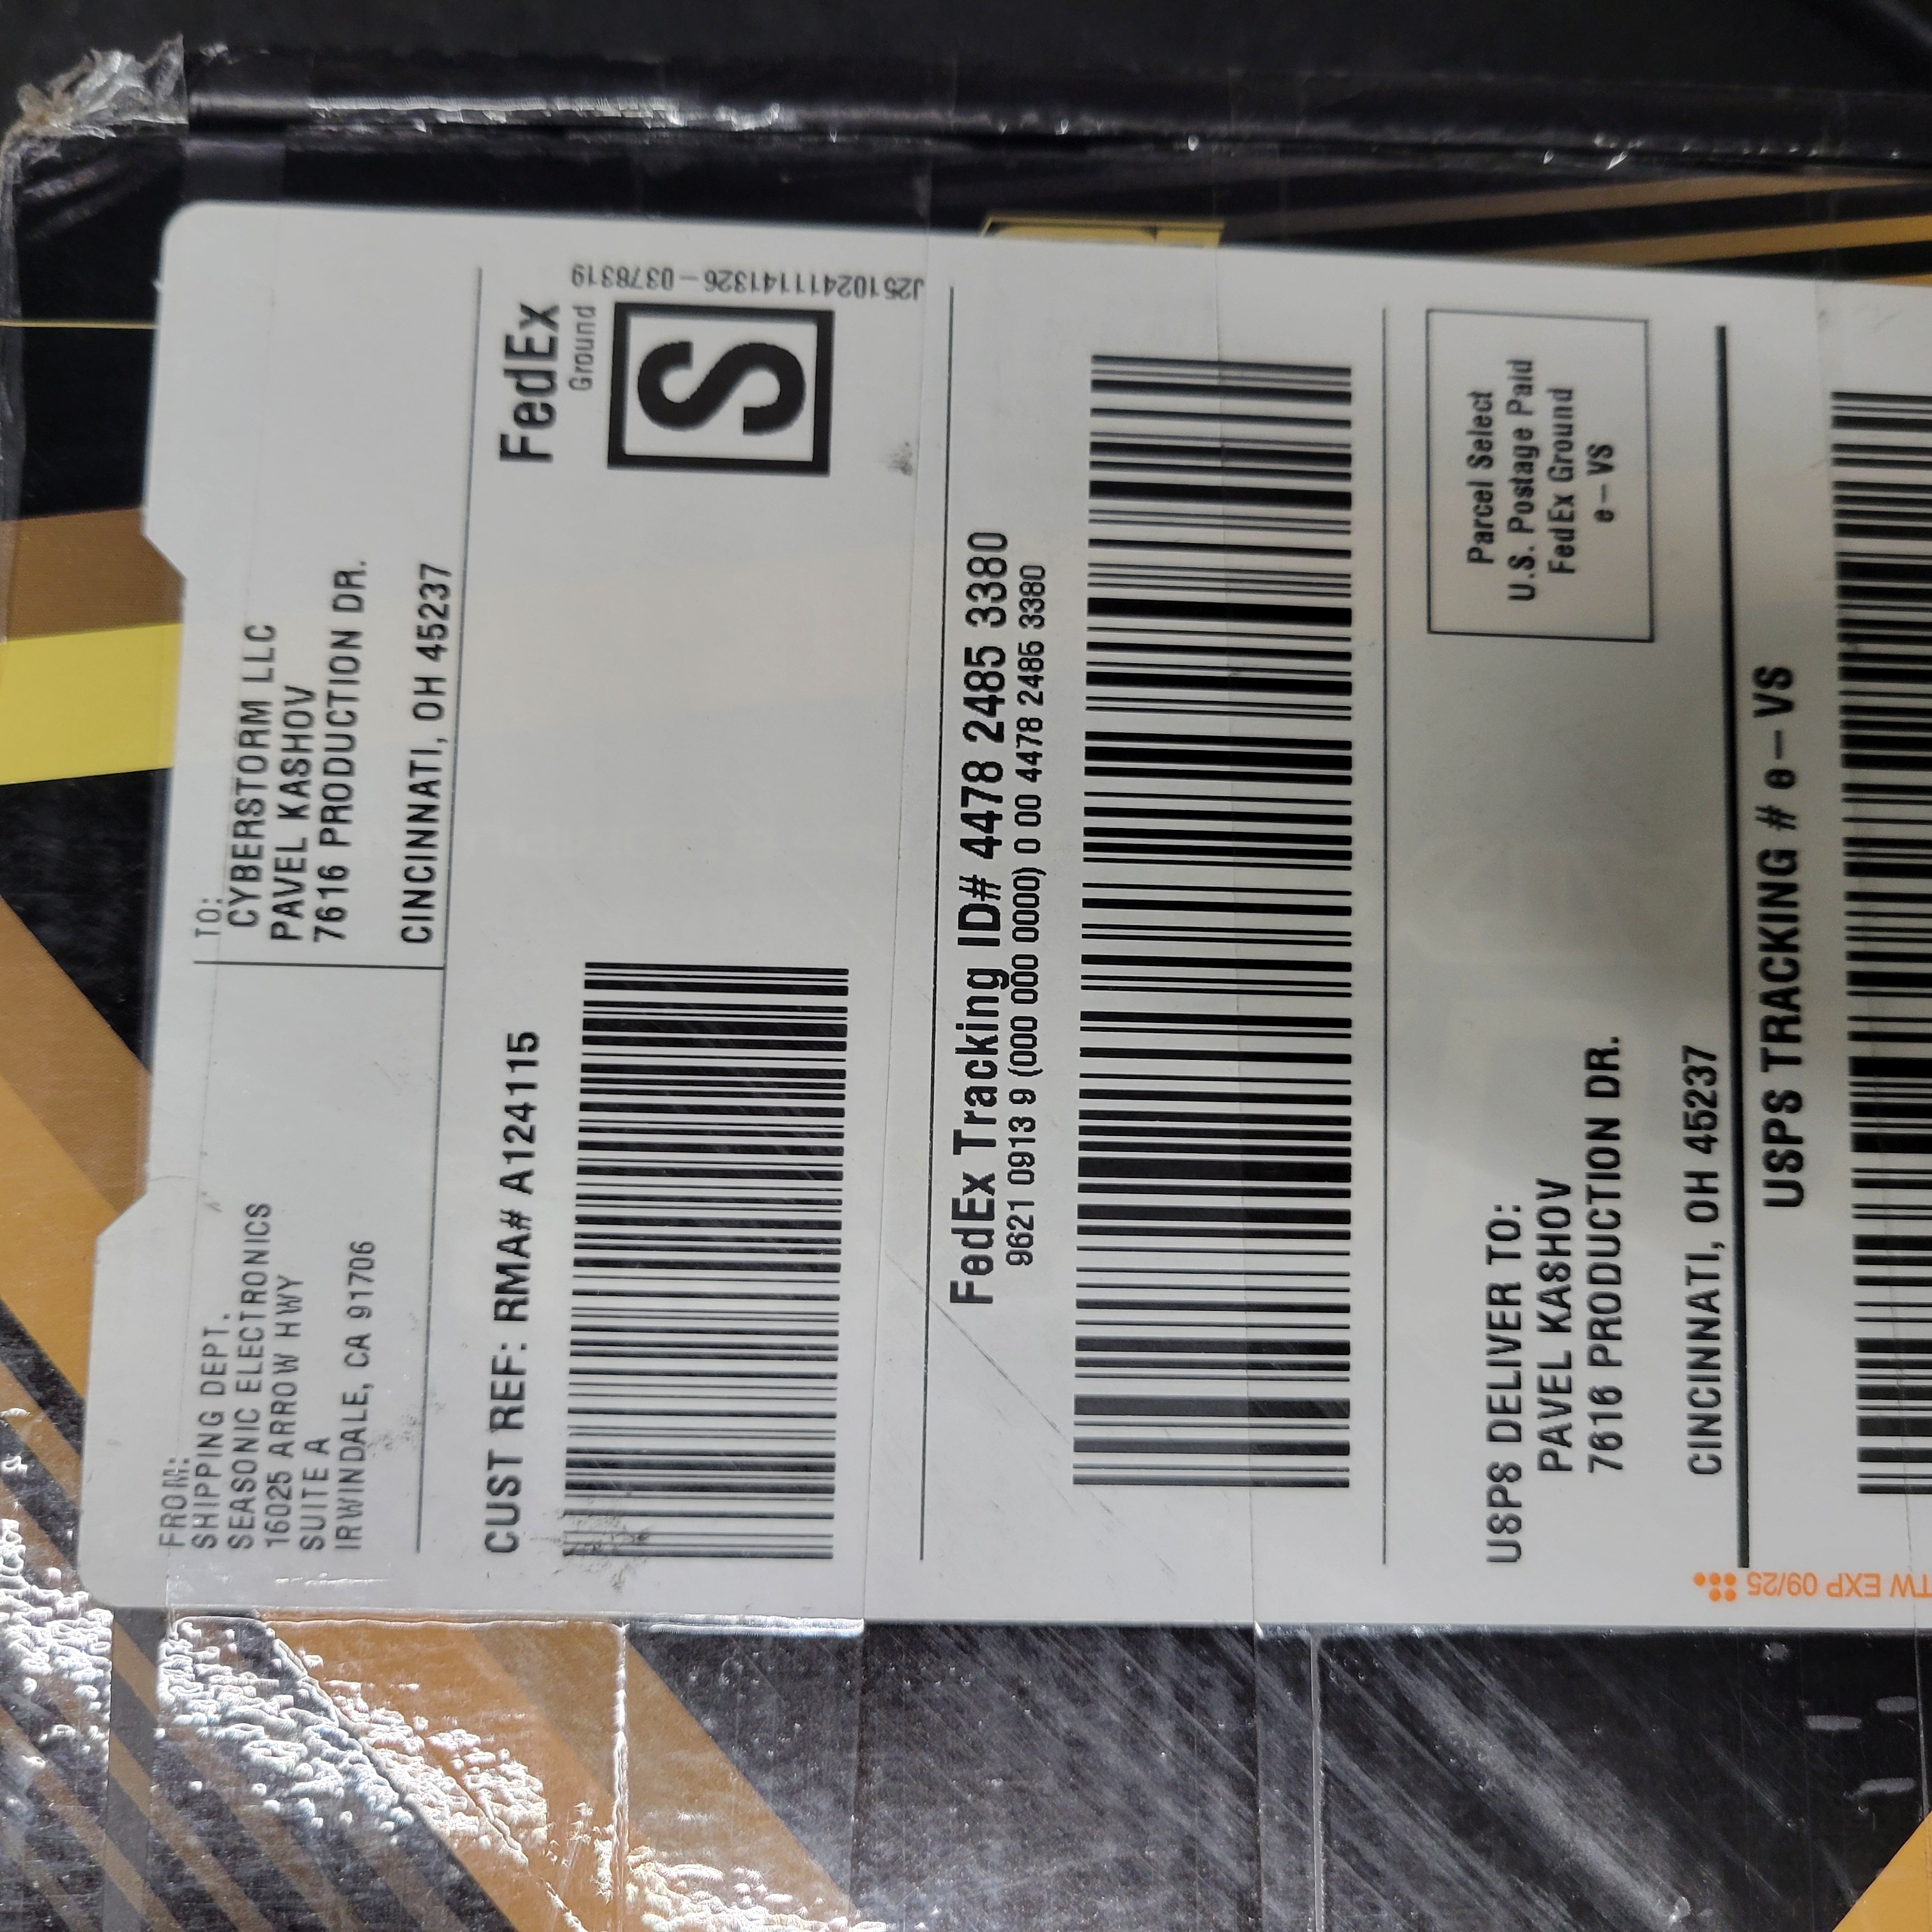 FROM:
SHIPPING DEPT.
SEASONIC ELECTRONICS
16025 ARROW HWY
SUITE A
IRWINDALE, CA 91706
TO:
CYBERSTORM LLC
PAVEL KASHOV
7616 PRODUCTION DR.
CINCINNATI, OH 45237
CUST REF: RMA# A124115
FedEx
Ground
S
J251024111141326-0378319
FedEx Tracking ID# 4478 2485 3380
9621 0913 9 (000 000 0000) 0 00 4478 2485 3380
Parcel Select
U.S. Postage Paid
FedEx Ground
e-VS
USPS DELIVER TO:
PAVEL KASHOV
7616 PRODUCTION DR.
CINCINNATI, OH 45237
USPS TRACKING # e-VS
TW EXP 09/25